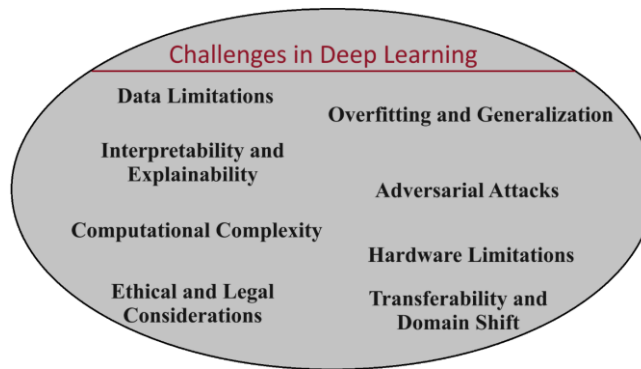 Challenges in Deep Learning
Data Limitations
Interpretability and
Explainability
Computational Complexity
Ethical and Legal
Considerations
Overfitting and Generalization
Adversarial Attacks
Hardware Limitations
Transferability and
Domain Shift